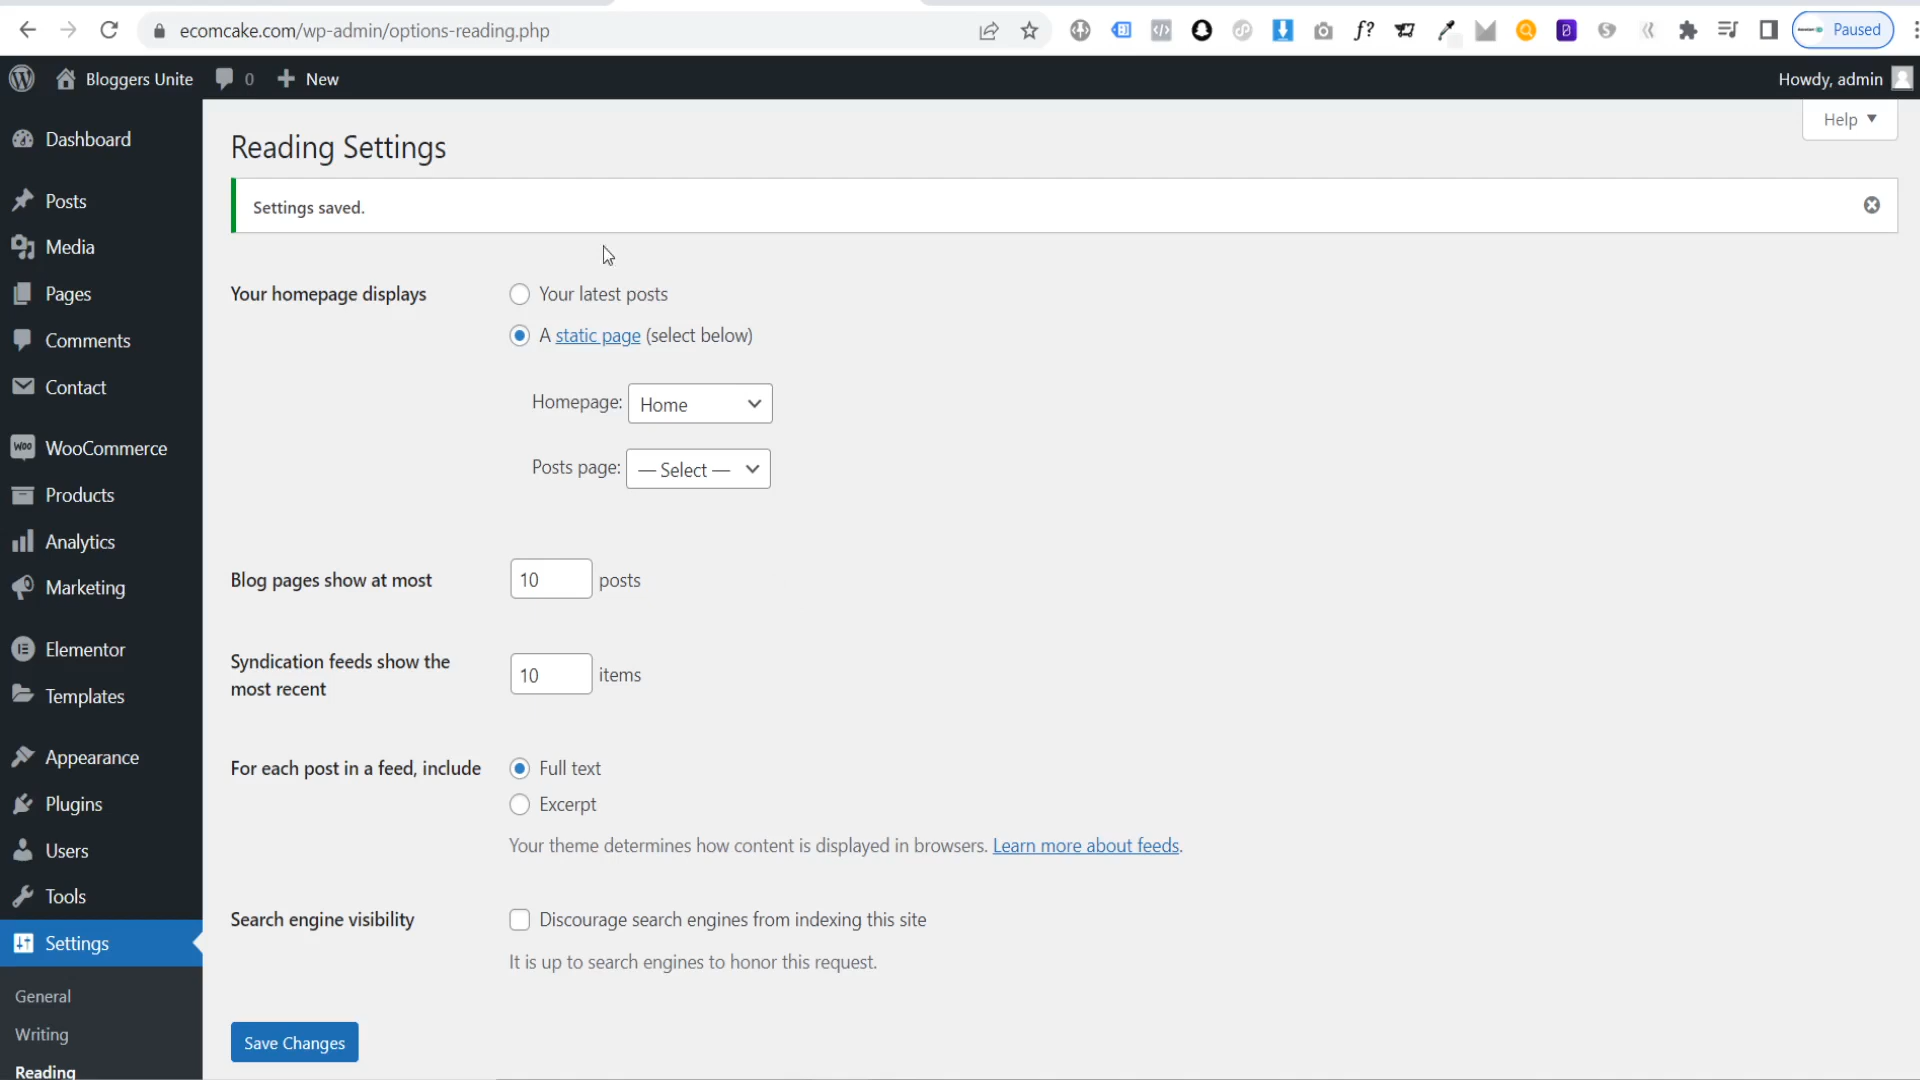 ecomcake.com/wp-admin/options-reading.php
f?
Paused
Bloggers Unite
0
New
Howdy, admin
Dashboard
Posts
Media
Pages
Comments
Contact
Woo
WooCommerce
Products
Analytics
Marketing
Elementor
Templates
Appearance
Plugins
Users
Tools
Settings
General
Writing
Reading
Help
Reading Settings
Settings saved.
Your homepage displays
Your latest posts
A static page (select below)
Homepage: Home
Posts page: — Select —
Blog pages show at most
10 posts
Syndication feeds show the
most recent
10 items
For each post in a feed, include
Full text
Excerpt
Your theme determines how content is displayed in browsers. Learn more about feeds.
Search engine visibility
Discourage search engines from indexing this site
It is up to search engines to honor this request.
Save Changes